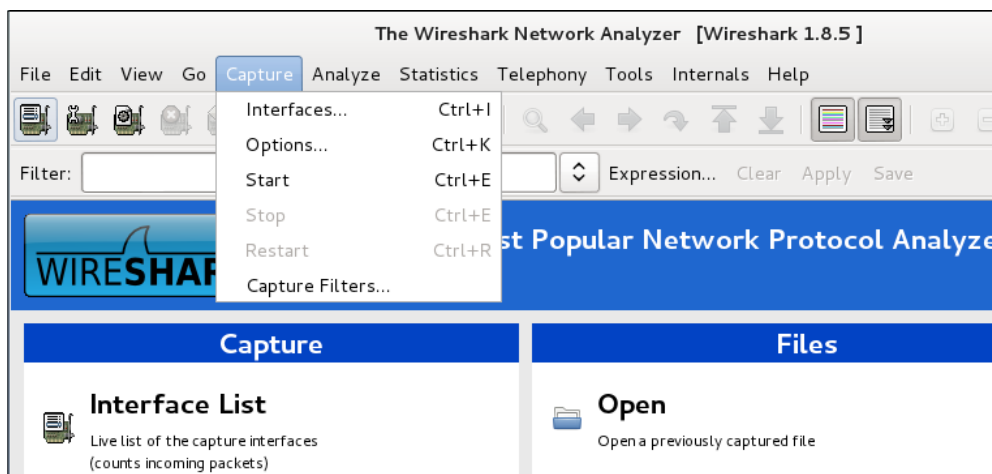 The Wireshark Network Analyzer [Wireshark 1.8.5 ]
File Edit View Go Capture Analyze Statistics Telephony Tools Internals Help
Interfaces... Ctrl+I
Options... Ctrl+K
Start Ctrl+E
Stop Ctrl+E
Restart Ctrl+R
Capture Filters...
Filter:
Expression... Clear Apply Save
WIRESHAR
st Popular Network Protocol Analyze
Capture
Files
Interface List
Live list of the capture interfaces
(counts incoming packets)
Open
Open a previously captured file